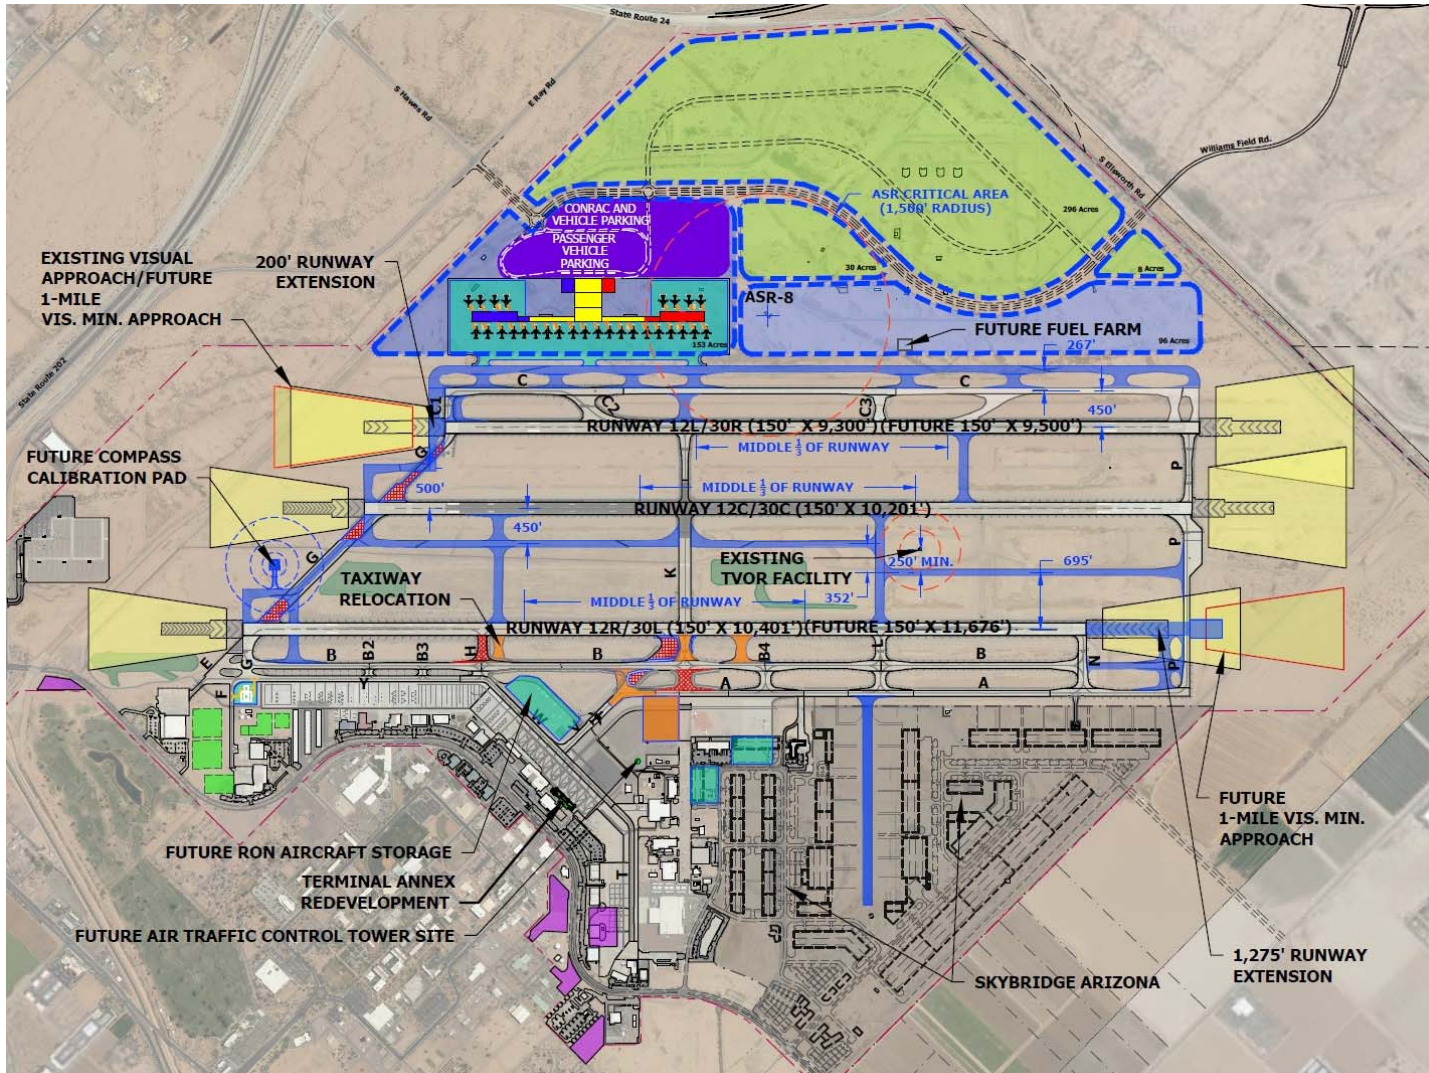 State Route 24
S Hawes Rd
E Ray Rd
Williams Field Rd.
S Ellsworth Rd
State Route 202
ASR CRITICAL AREA
(1,500' RADIUS)
296 Acres
30 Acres
8 Acres
CONRAC AND
VEHICLE PARKING
PASSENGER
VEHICLE
PARKING
EXISTING VISUAL
APPROACH/FUTURE
1-MILE
VIS. MIN. APPROACH
200' RUNWAY
EXTENSION
ASR-8
153 Acres
FUTURE FUEL FARM
96 Acres
267'
C
C
C1
C2
C3
450'
RUNWAY 12L/30R (150' X 9,300')(FUTURE 150' X 9,500')
MIDDLE 1/3 OF RUNWAY
G
P
FUTURE COMPASS
CALIBRATION PAD
500'
MIDDLE 1/3 OF RUNWAY
RUNWAY 12C/30C (150' X 10,201')
450'
G
P
K
EXISTING
TVOR FACILITY
250' MIN.
695'
TAXIWAY
RELOCATION
352'
MIDDLE 1/3 OF RUNWAY
RUNWAY 12R/30L (150' X 10,401')(FUTURE 150' X 11,676')
E
G
B
B2
B3
H
B
B4
L
B
N
P
F
Y
A
A
W
V
FUTURE
1-MILE VIS. MIN.
APPROACH
FUTURE RON AIRCRAFT STORAGE
TERMINAL ANNEX
REDEVELOPMENT
T
FUTURE AIR TRAFFIC CONTROL TOWER SITE
SKYBRIDGE ARIZONA
1,275' RUNWAY
EXTENSION